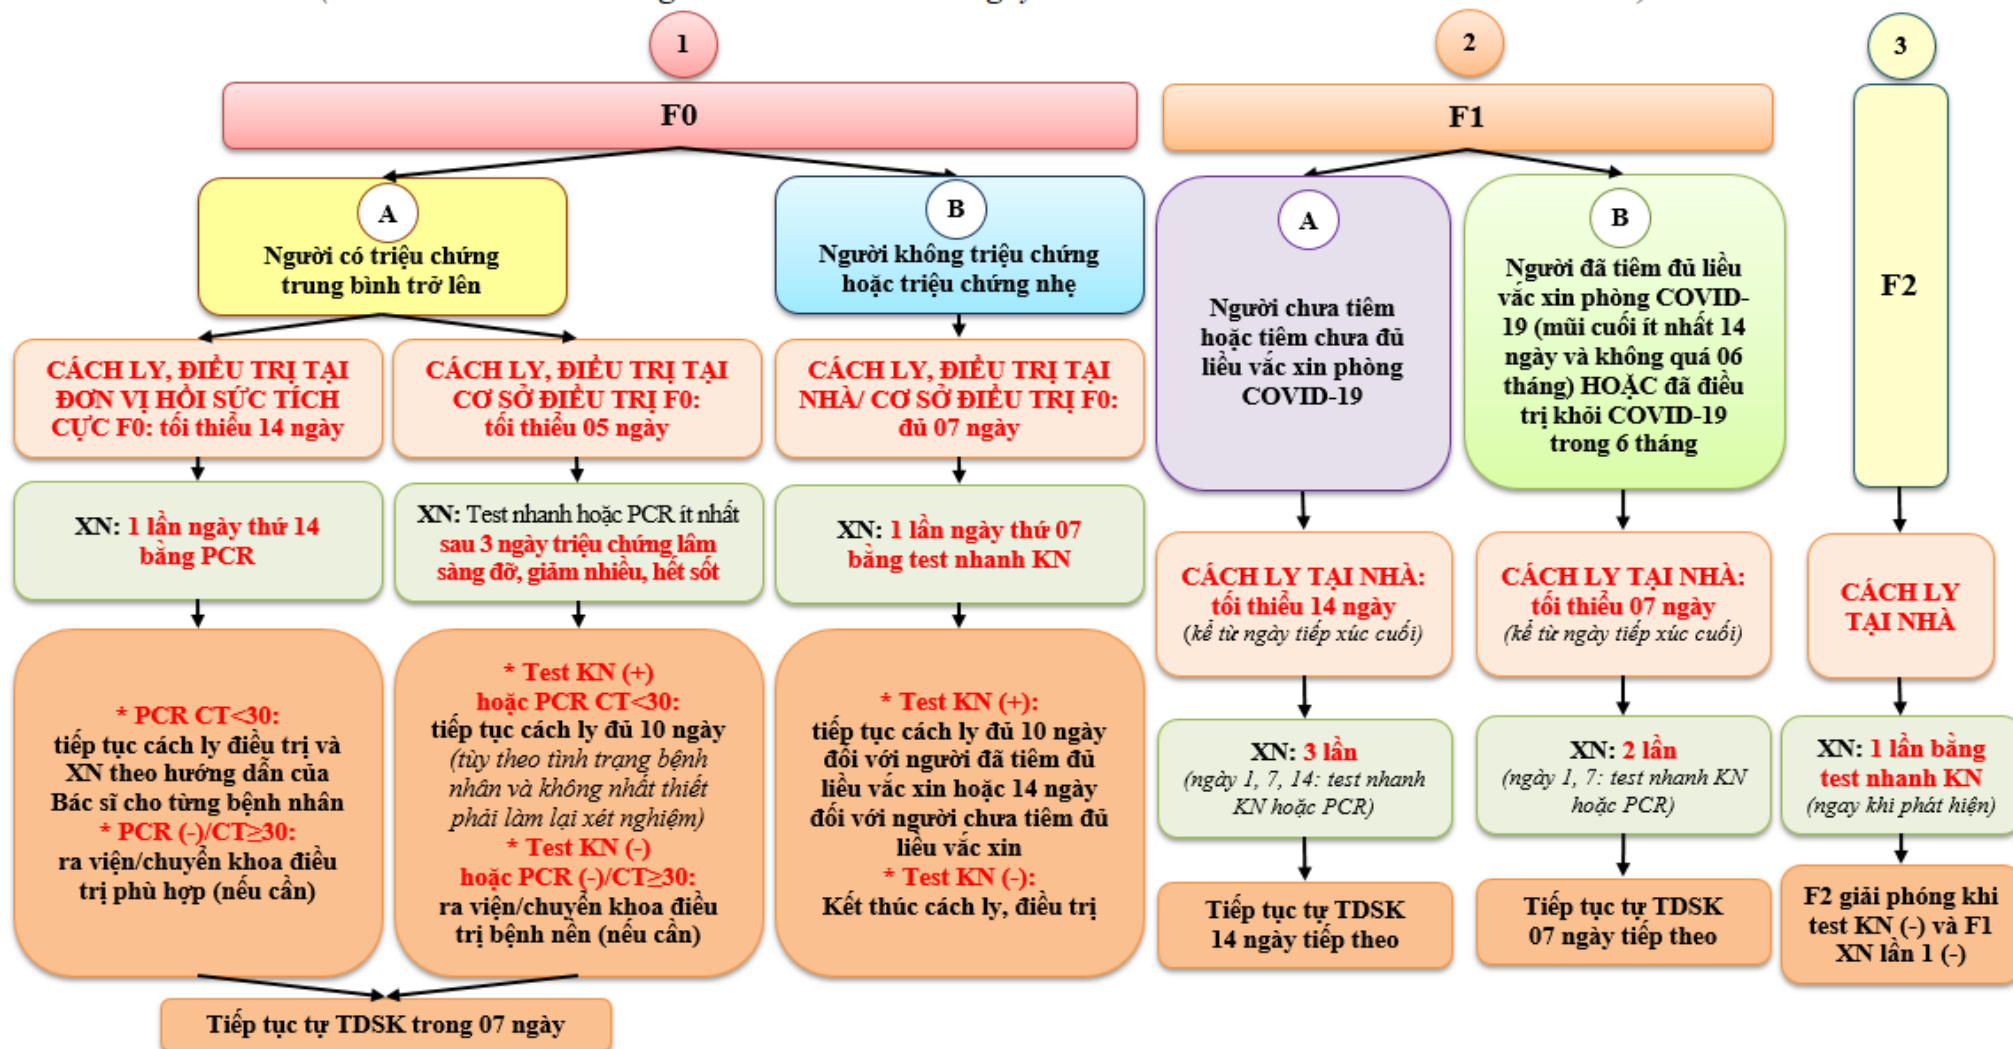 1
F0
A
Người có triệu chứng
trung bình trở lên
CÁCH LY, ĐIỀU TRỊ TẠI
ĐƠN VỊ HỒI SỨC TÍCH
CỰC F0: tối thiểu 14 ngày
XN: 1 lần ngày thứ 14
bằng PCR
* PCR CT<30:
tiếp tục cách ly điều trị và
XN theo hướng dẫn của
Bác sĩ cho từng bệnh nhân
* PCR (-)/CT≥30:
ra viện/chuyển khoa điều
trị phù hợp (nếu cần)
CÁCH LY, ĐIỀU TRỊ TẠI
CƠ SỞ ĐIỀU TRỊ F0:
tối thiểu 05 ngày
XN: Test nhanh hoặc PCR ít nhất
sau 3 ngày triệu chứng lâm
sàng đỡ, giảm nhiều, hết sốt
* Test KN (+)
hoặc PCR CT<30:
tiếp tục cách ly đủ 10 ngày
(tùy theo tình trạng bệnh
nhân và không nhất thiết
phải làm lại xét nghiệm)
* Test KN (-)
hoặc PCR (-)/CT≥30:
ra viện/chuyển khoa điều
trị bệnh nền (nếu cần)
Tiếp tục tự TDSK trong 07 ngày
B
Người không triệu chứng
hoặc triệu chứng nhẹ
CÁCH LY, ĐIỀU TRỊ TẠI
NHÀ/ CƠ SỞ ĐIỀU TRỊ F0:
đủ 07 ngày
XN: 1 lần ngày thứ 07
bằng test nhanh KN
* Test KN (+):
tiếp tục cách ly đủ 10 ngày
đối với người đã tiêm đủ
liều vắc xin hoặc 14 ngày
đối với người chưa tiêm đủ
liều vắc xin
* Test KN (-):
Kết thúc cách ly, điều trị
2
F1
A
Người chưa tiêm
hoặc tiêm chưa đủ
liều vắc xin phòng
COVID-19
CÁCH LY TẠI NHÀ:
tối thiểu 14 ngày
(kể từ ngày tiếp xúc cuối)
XN: 3 lần
(ngày 1, 7, 14: test nhanh
KN hoặc PCR)
Tiếp tục tự TDSK
14 ngày tiếp theo
B
Người đã tiêm đủ liều
vắc xin phòng COVID-
19 (mũi cuối ít nhất 14
ngày và không quá 06
tháng) HOẶC đã điều
trị khỏi COVID-19
trong 6 tháng
CÁCH LY TẠI NHÀ:
tối thiểu 07 ngày
(kể từ ngày tiếp xúc cuối)
XN: 2 lần
(ngày 1, 7: test nhanh KN
hoặc PCR)
Tiếp tục tự TDSK
07 ngày tiếp theo
3
F2
CÁCH LY
TẠI NHÀ
XN: 1 lần bằng
test nhanh KN
(ngay khi phát hiện)
F2 giải phóng khi
test KN (-) và F1
XN lần 1 (-)